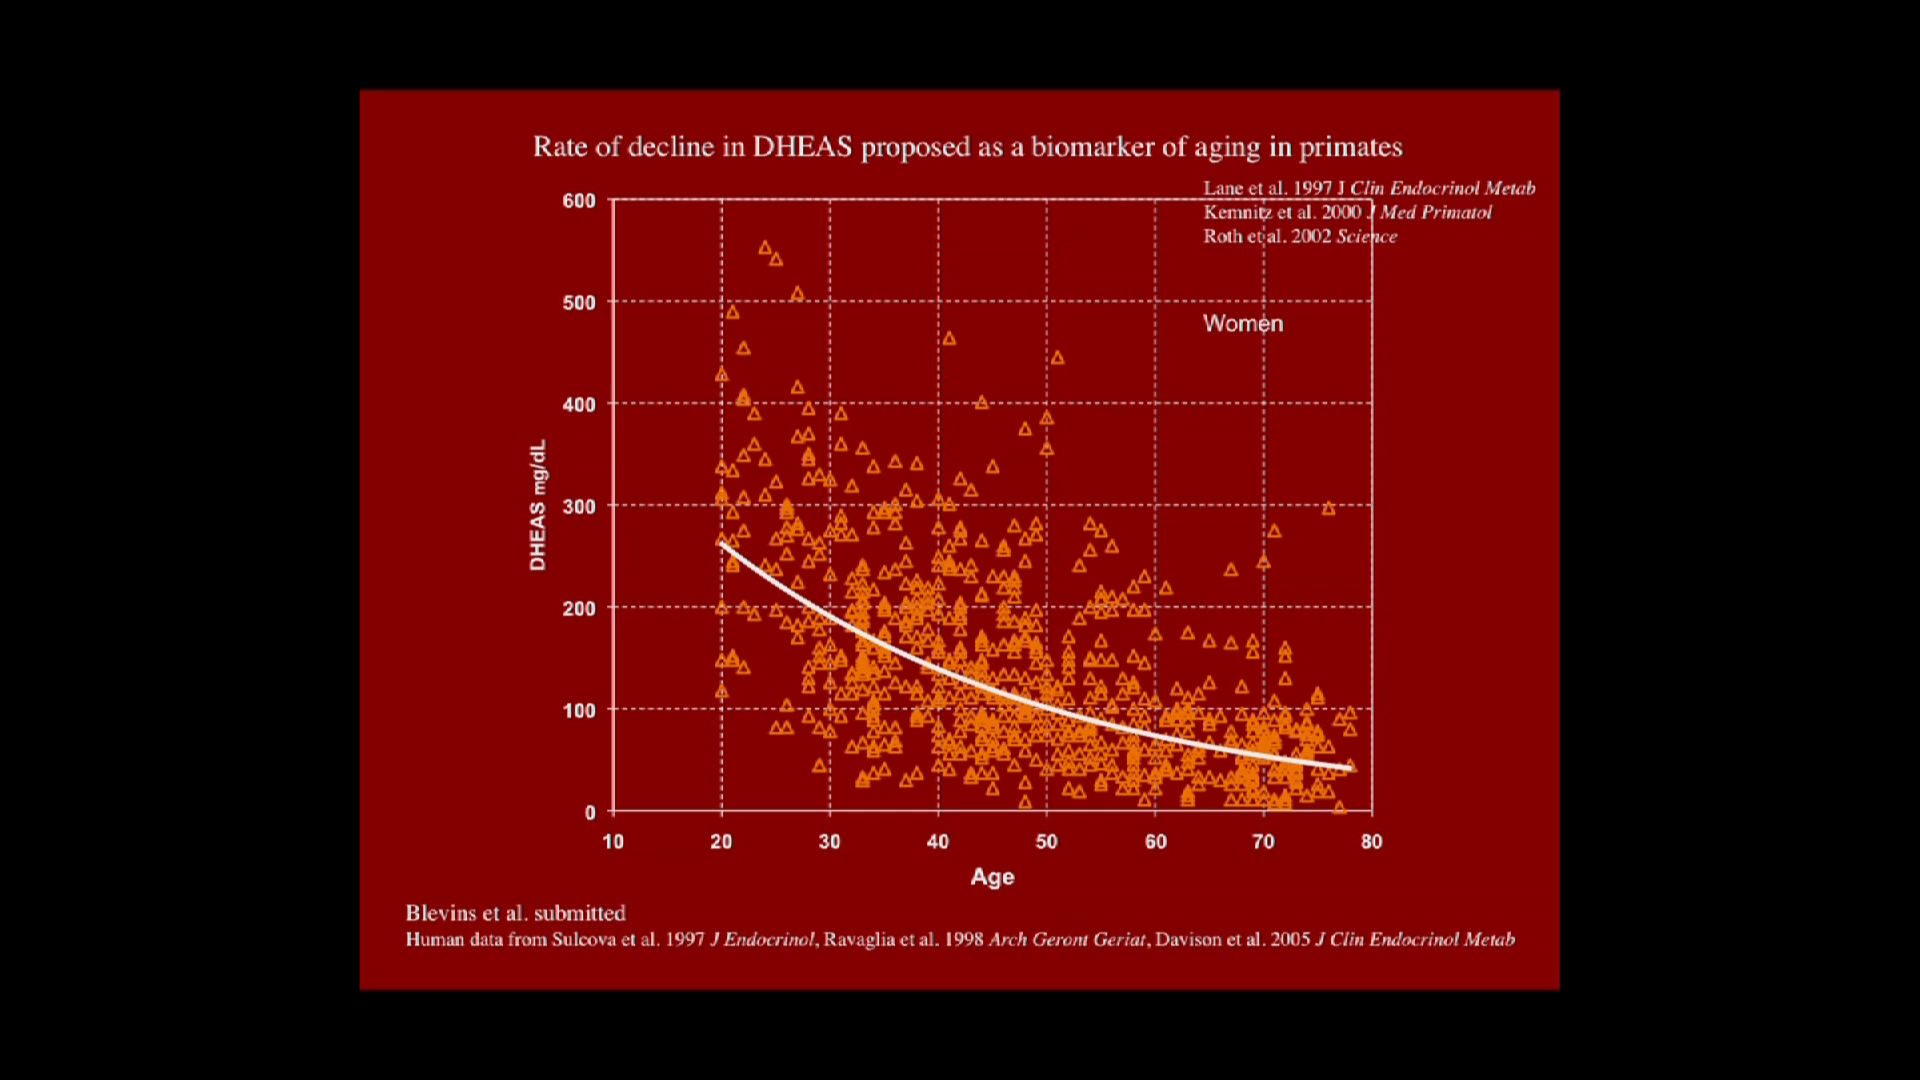 Rate of decline in DHEAS proposed as a biomarker of aging in primates
Lane et al. 1997 J Clin Endocrinol Metab
Kemnitz et al. 2000 J Med Primatol
Roth et al. 2002 Science
Women
600
500
400
300
200
100
0
DHEAS mg/dL
10 20 30 40 50 60 70 80
Age
Blevins et al. submitted
Human data from Sulcova et al. 1997 J Endocrinol, Ravaglia et al. 1998 Arch Geront Geriat, Davison et al. 2005 J Clin Endocrinol Metab